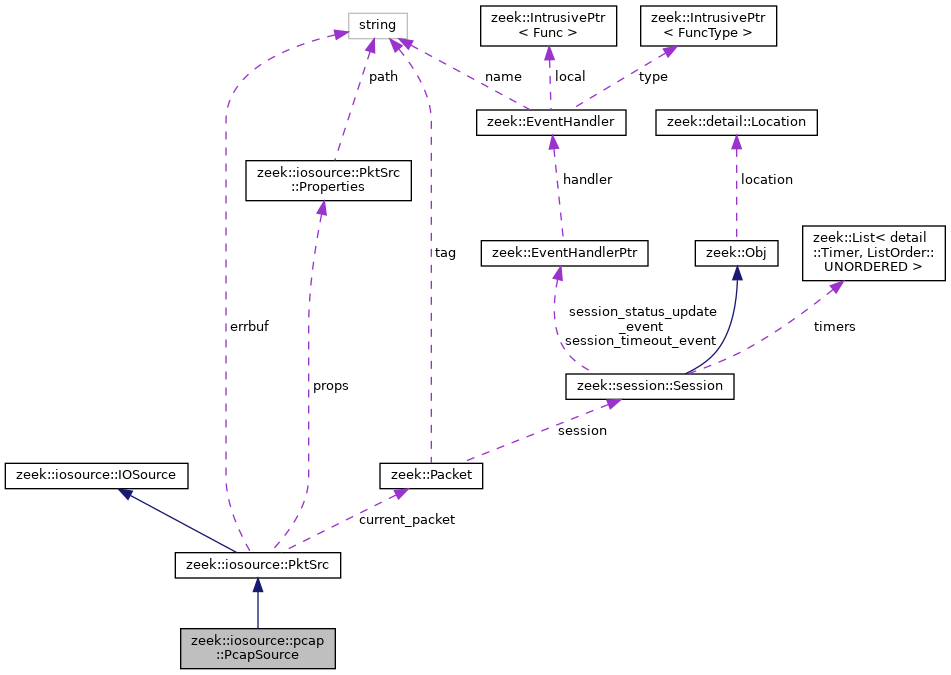 string
zeek::IntrusivePtr
< Func >
zeek::IntrusivePtr
< FuncType >
path
name
local
type
zeek::EventHandler
zeek::detail::Location
zeek::iosource::PktSrc
::Properties
handler
location
tag
zeek::EventHandlerPtr
zeek::Obj
zeek::List< detail
::Timer, ListOrder::
UNORDERED >
errbuf
session_status_update
_event
session_timeout_event
timers
props
zeek::session::Session
session
zeek::iosource::IOSource
zeek::Packet
current_packet
zeek::iosource::PktSrc
zeek::iosource::pcap
::PcapSource